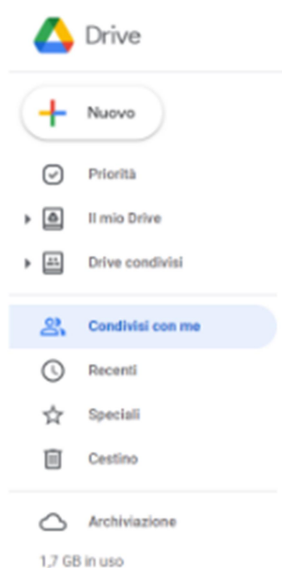 Drive
Nuovo
Priorità
Il mio Drive
Drive condivisi
Condivisi con me
Recenti
Speciali
Cestino
Archiviazione
1,7 GB in uso